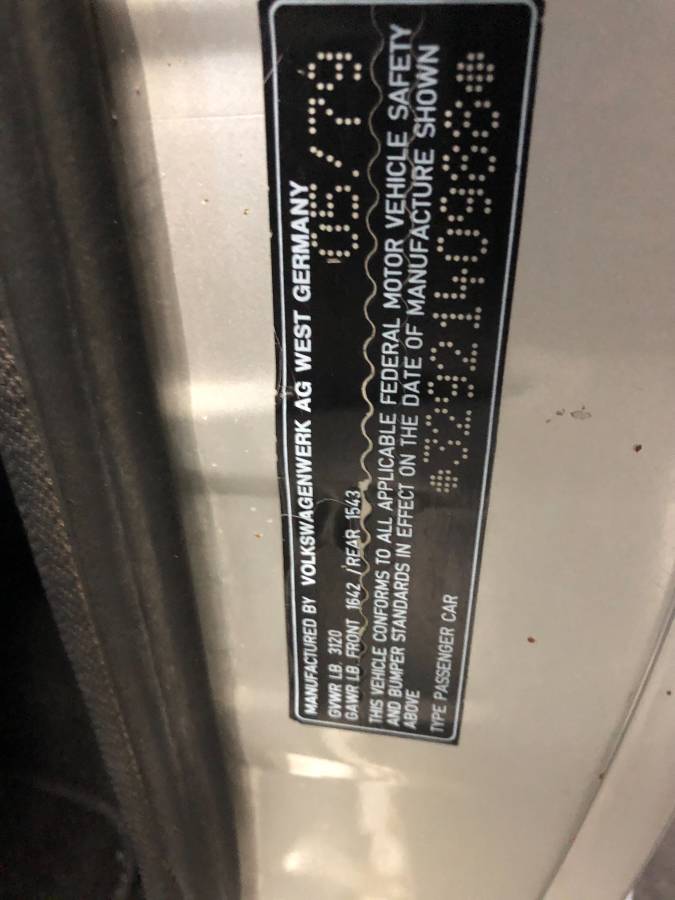 MANUFACTURED BY VOLKSWAGENWERK AG WEST GERMANY
GVWR LB. 3120 05/79
GAWR LB. FRONT 1642 / REAR 1543
THIS VEHICLE CONFORMS TO ALL APPLICABLE FEDERAL MOTOR VEHICLE SAFETY
AND BUMPER STANDARDS IN EFFECT ON THE DATE OF MANUFACTURE SHOWN
ABOVE
TYPE PASSENGER CAR